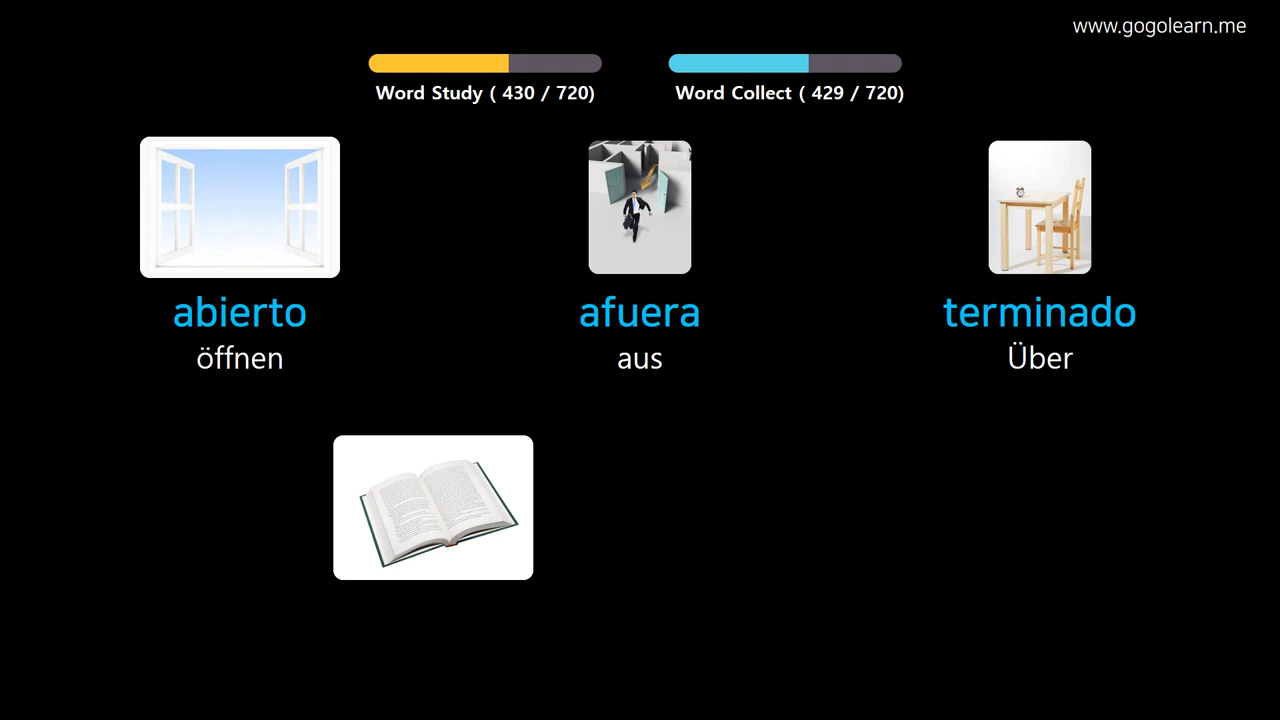 www.gogolearn.me
Word Study ( 430 / 720)
Word Collect ( 429 / 720)
abierto
öffnen
afuera
aus
terminado
Über